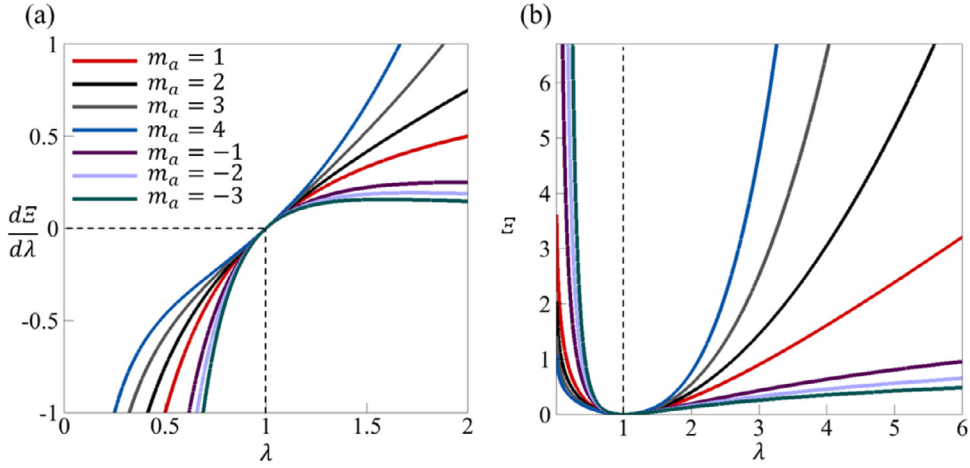 (a)
1
0.5
0
-0.5
-1
dΞ
dλ
m_a = 1
m_a = 2
m_a = 3
m_a = 4
m_a = −1
m_a = −2
m_a = −3
0 0.5 1 1.5 2
λ
(b)
6
5
4
3
2
1
0
Ξ
1 2 3 4 5 6
λ